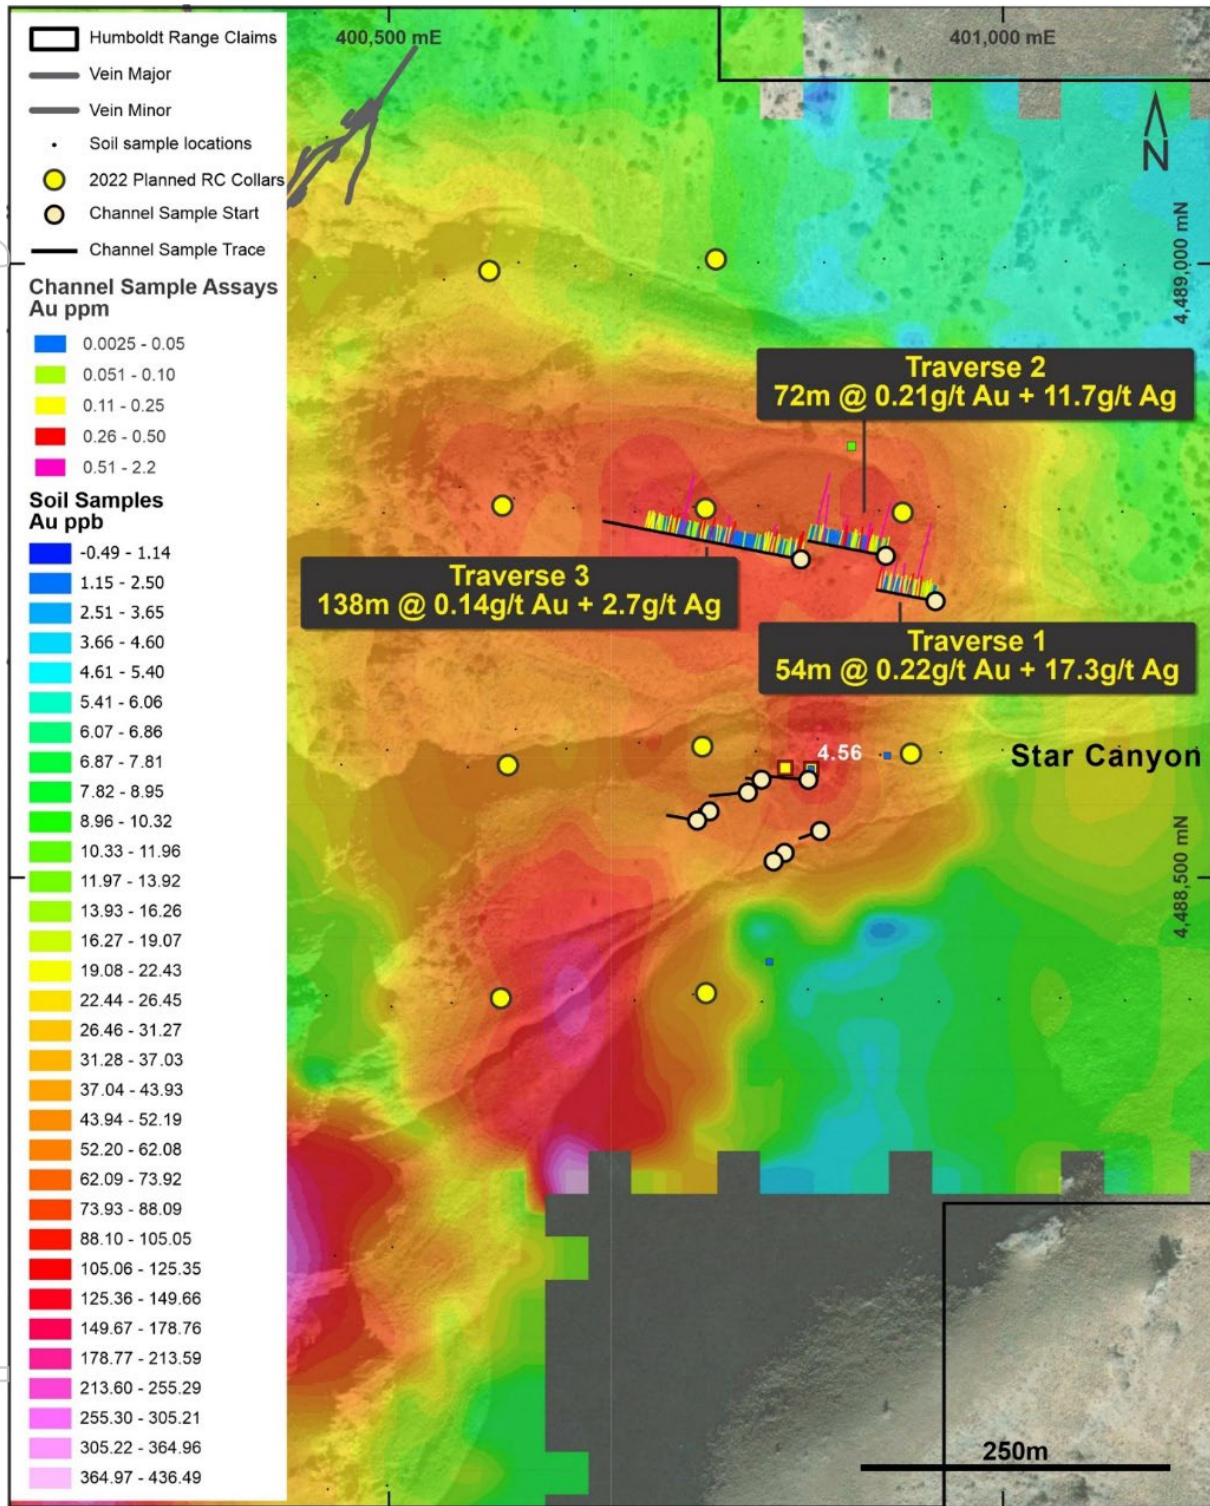 Humboldt Range Claims
Vein Major
Vein Minor
Soil sample locations
2022 Planned RC Collars
Channel Sample Start
Channel Sample Trace
Channel Sample Assays
Au ppm
0.0025 - 0.05
0.051 - 0.10
0.11 - 0.25
0.26 - 0.50
0.51 - 2.2
Soil Samples
Au ppb
-0.49 - 1.14
1.15 - 2.50
2.51 - 3.65
3.66 - 4.60
4.61 - 5.40
5.41 - 6.06
6.07 - 6.86
6.87 - 7.81
7.82 - 8.95
8.96 - 10.32
10.33 - 11.96
11.97 - 13.92
13.93 - 16.26
16.27 - 19.07
19.08 - 22.43
22.44 - 26.45
26.46 - 31.27
31.28 - 37.03
37.04 - 43.93
43.94 - 52.19
52.20 - 62.08
62.09 - 73.92
73.93 - 88.09
88.10 - 105.05
105.06 - 125.35
125.36 - 149.66
149.67 - 178.76
178.77 - 213.59
213.60 - 255.29
255.30 - 305.21
305.22 - 364.96
364.97 - 436.49
400,500 mE
401,000 mE
N
4,489,000 mN
Traverse 2
72m @ 0.21g/t Au + 11.7g/t Ag
Traverse 3
138m @ 0.14g/t Au + 2.7g/t Ag
Traverse 1
54m @ 0.22g/t Au + 17.3g/t Ag
4.56
Star Canyon
4,488,500 mN
250m